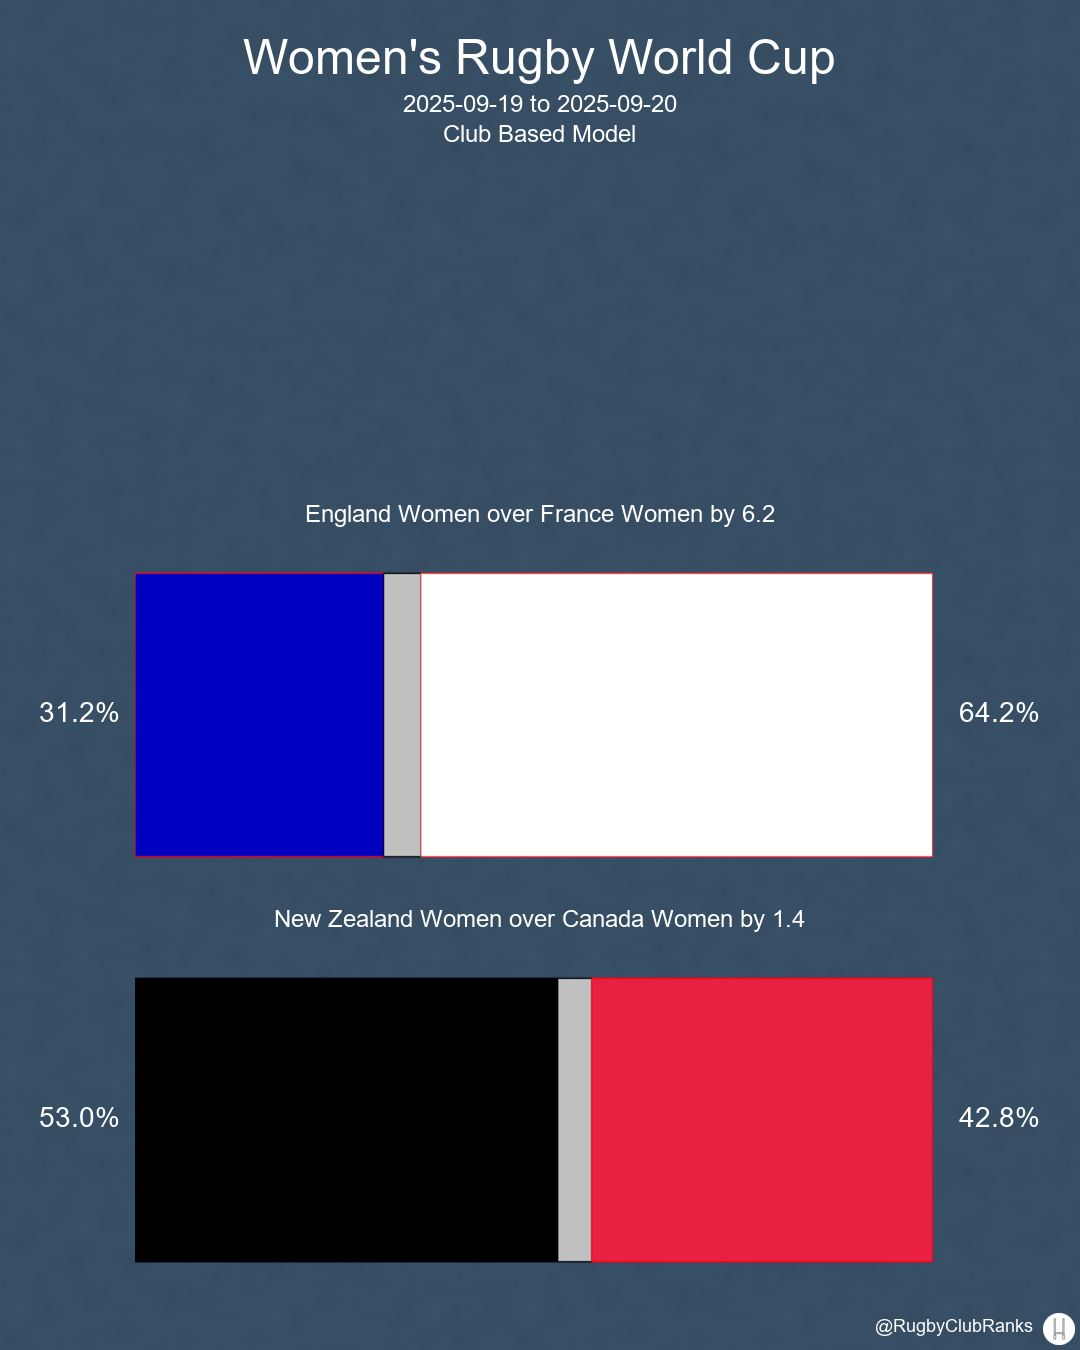 Women's Rugby World Cup
2025-09-19 to 2025-09-20
Club Based Model
England Women over France Women by 6.2
31.2%
64.2%
New Zealand Women over Canada Women by 1.4
53.0%
42.8%
@RugbyClubRanks